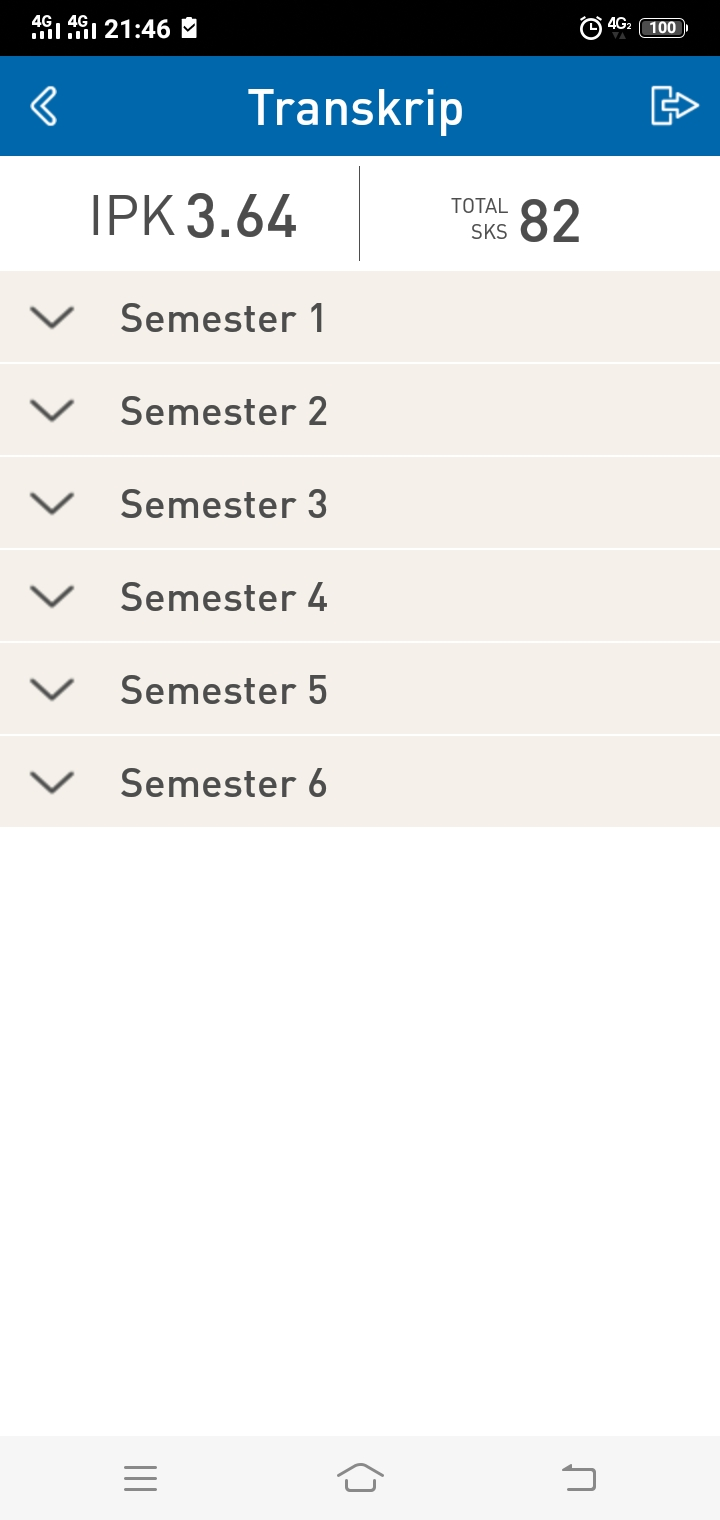 4G 4G 21:46 4G2 100
Transkrip
IPK 3.64
TOTAL SKS 82
Semester 1
Semester 2
Semester 3
Semester 4
Semester 5
Semester 6